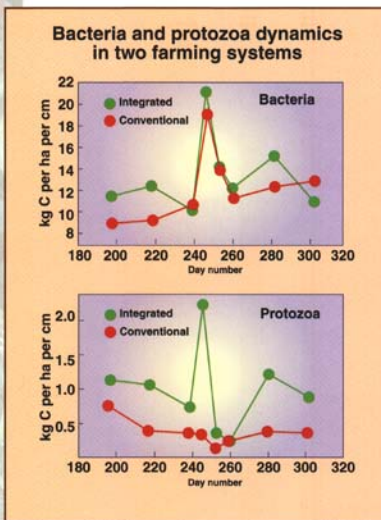 Bacteria and protozoa dynamics
in two farming systems
kg C per ha per cm
22
20
18
16
14
12
10
8
Integrated
Conventional
Bacteria
180 200 220 240 260 280 300 320
Day number
kg C per ha per cm
2.0
1.5
1.0
0.5
Integrated
Conventional
Protozoa
180 200 220 240 260 280 300 320
Day number